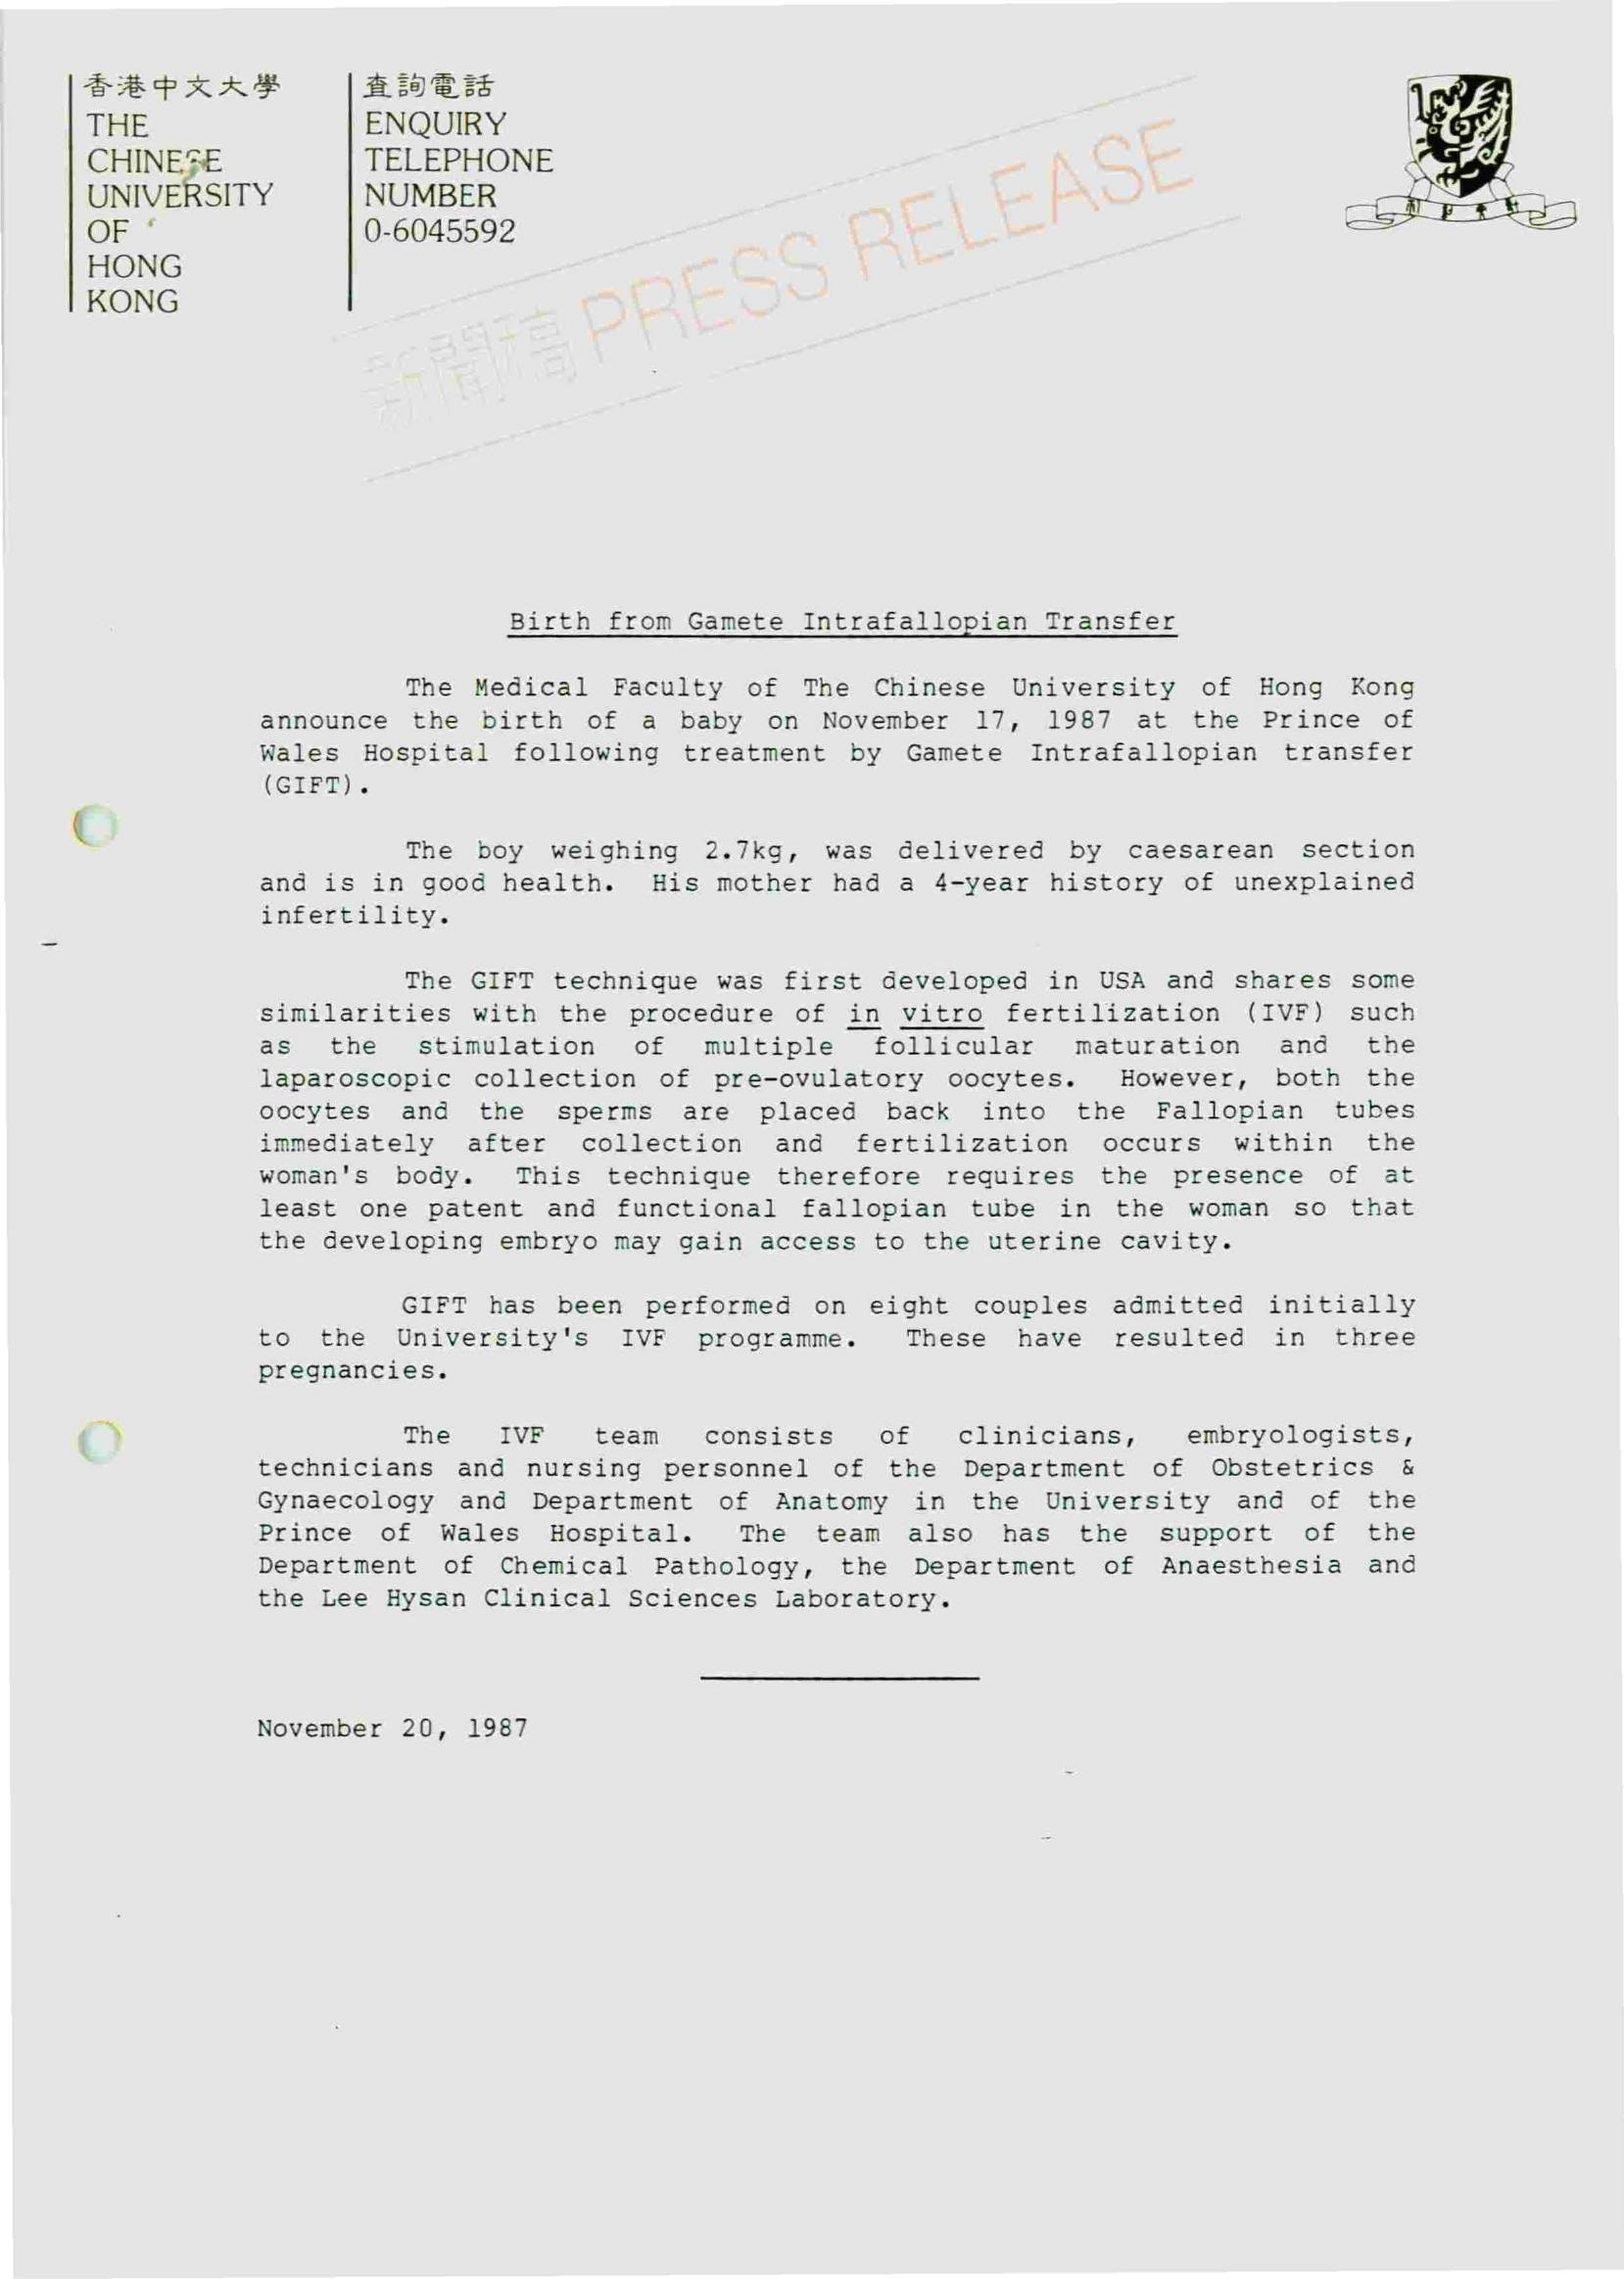 香港中文大學
THE
CHINESE
UNIVERSITY
OF
HONG
KONG
查詢電話
ENQUIRY
TELEPHONE
NUMBER
0-6045592
新聞稿 PRESS RELEASE
Birth from Gamete Intrafallopian Transfer
The Medical Faculty of The Chinese University of Hong Kong
announce the birth of a baby on November 17, 1987 at the Prince of
Wales Hospital following treatment by Gamete Intrafallopian transfer
(GIFT).
The boy weighing 2.7kg, was delivered by caesarean section
and is in good health. His mother had a 4-year history of unexplained
infertility.
The GIFT technique was first developed in USA and shares some
similarities with the procedure of in vitro fertilization (IVF) such
as the stimulation of multiple follicular maturation and the
laparoscopic collection of pre-ovulatory oocytes. However, both the
oocytes and the sperms are placed back into the Fallopian tubes
immediately after collection and fertilization occurs within the
woman's body. This technique therefore requires the presence of at
least one patent and functional fallopian tube in the woman so that
the developing embryo may gain access to the uterine cavity.
GIFT has been performed on eight couples admitted initially
to the University's IVF programme. These have resulted in three
pregnancies.
The IVF team consists of clinicians, embryologists,
technicians and nursing personnel of the Department of Obstetrics &
Gynaecology and Department of Anatomy in the University and of the
Prince of Wales Hospital. The team also has the support of the
Department of Chemical Pathology, the Department of Anaesthesia and
the Lee Hysan Clinical Sciences Laboratory.
November 20, 1987